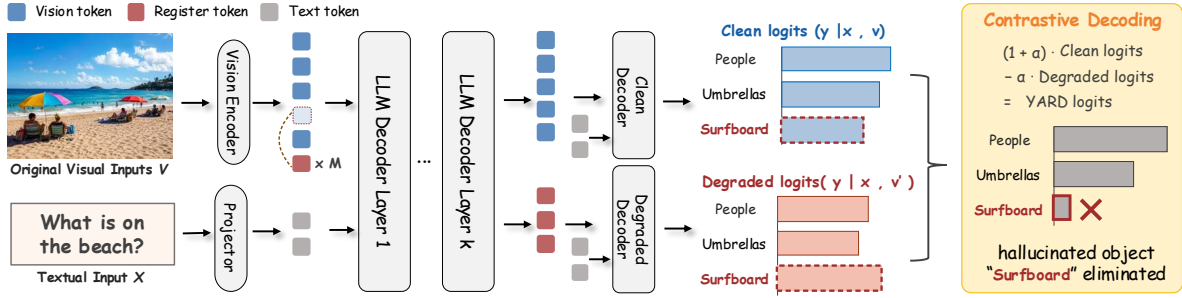 Vision token
Register token
Text token
Original Visual Inputs V
What is on
the beach?
Textual Input X
Vision Encoder
Projector
× M
LLM Decoder Layer 1
...
LLM Decoder Layer k
Clean
Decoder
Degraded
Decoder
Clean logits (y |x , v)
People
Umbrellas
Surfboard
Degraded logits( y | x , v’ )
People
Umbrellas
Surfboard
Contrastive Decoding
(1 + α) · Clean logits
− α · Degraded logits
= YARD logits
People
Umbrellas
Surfboard
hallucinated object
“Surfboard” eliminated